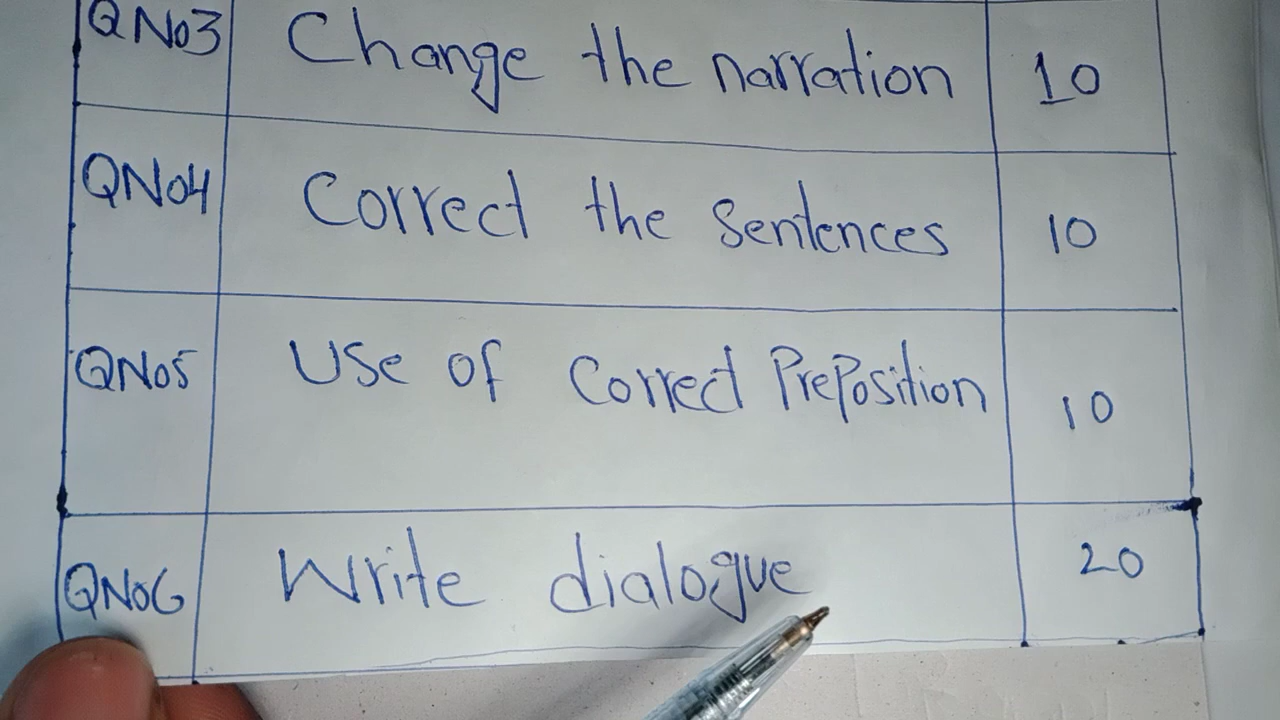 QNo3 Change the narration 10
QNo4 Correct the Sentences 10
QNo5 Use of Correct Preposition 10
QNo6 Write dialogue 20